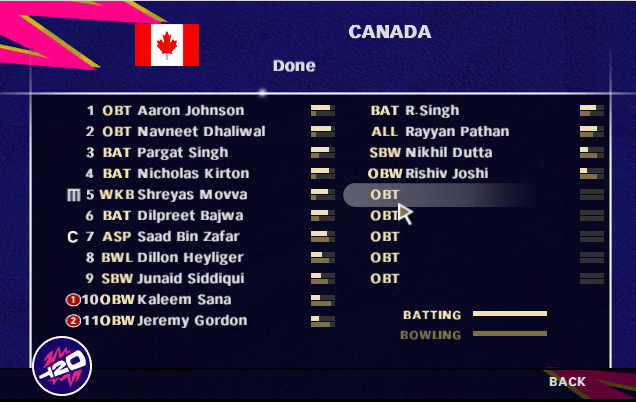 CANADA
Done
1 OBT Aaron Johnson
2 OBT Navneet Dhaliwal
3 BAT Pargat Singh
4 BAT Nicholas Kirton
5 WKB Shreyas Movva
6 BAT Dilpreet Bajwa
C 7 ASP Saad Bin Zafar
8 BWL Dillon Heyliger
9 SBW Junaid Siddiqui
1 10 OBW Kaleem Sana
2 11 OBW Jeremy Gordon
BAT R.Singh
ALL Rayyan Pathan
SBW Nikhil Dutta
OBW Rishiv Joshi
OBT
OBT
OBT
OBT
OBT
BATTING
BOWLING
T20
BACK